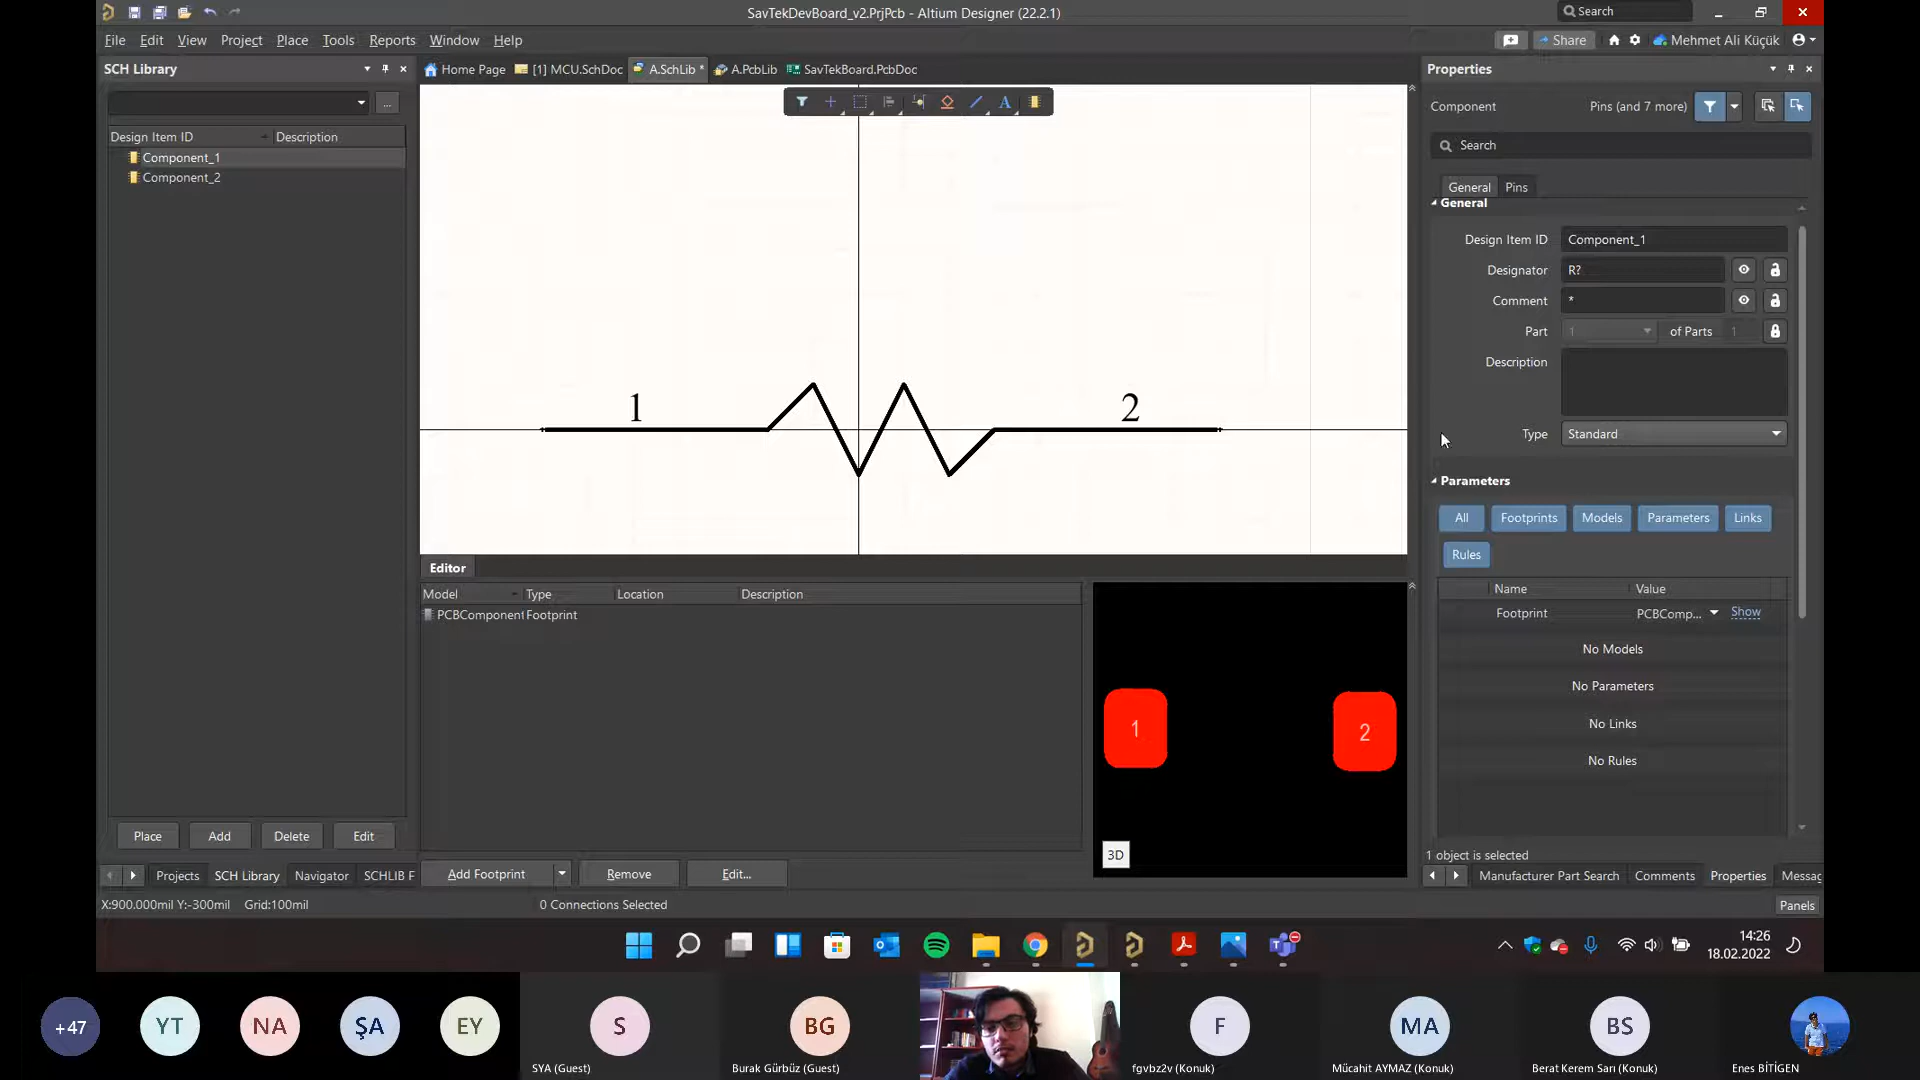 SavTekDevBoard_v2.PrjPcb - Altium Designer (22.2.1)
Search
File Edit View Project Place Tools Reports Window Help
Share
Mehmet Ali Küçük
SCH Library
Home Page
[1] MCU.SchDoc
A.SchLib *
A.PcbLib
SavTekBoard.PcbDoc
Properties
...
Component
Pins (and 7 more)
Design Item ID
Description
Search
Component_1
Component_2
General Pins
General
Design Item ID Component_1
Designator R?
Comment *
Part 1 of Parts 1
Description
Type Standard
1
2
Parameters
All Footprints Models Parameters Links
Rules
Name Value
Footprint PCBComp... Show
No Models
No Parameters
No Links
No Rules
Editor
Model Type Location Description
PCBComponent Footprint
1
2
3D
Place Add Delete Edit
Add Footprint Remove Edit...
1 object is selected
Projects SCH Library Navigator SCHLIB F
Manufacturer Part Search Comments Properties Messag
X:900.000mil Y:-300mil Grid:100mil
0 Connections Selected
Panels
14:26
18.02.2022
+47
YT
NA
ŞA
EY
S
BG
F
MA
BS
SYA (Guest)
Burak Gürbüz (Guest)
fgvbz2v (Konuk)
Mücahit AYMAZ (Konuk)
Berat Kerem Sarı (Konuk)
Enes BİTİGEN